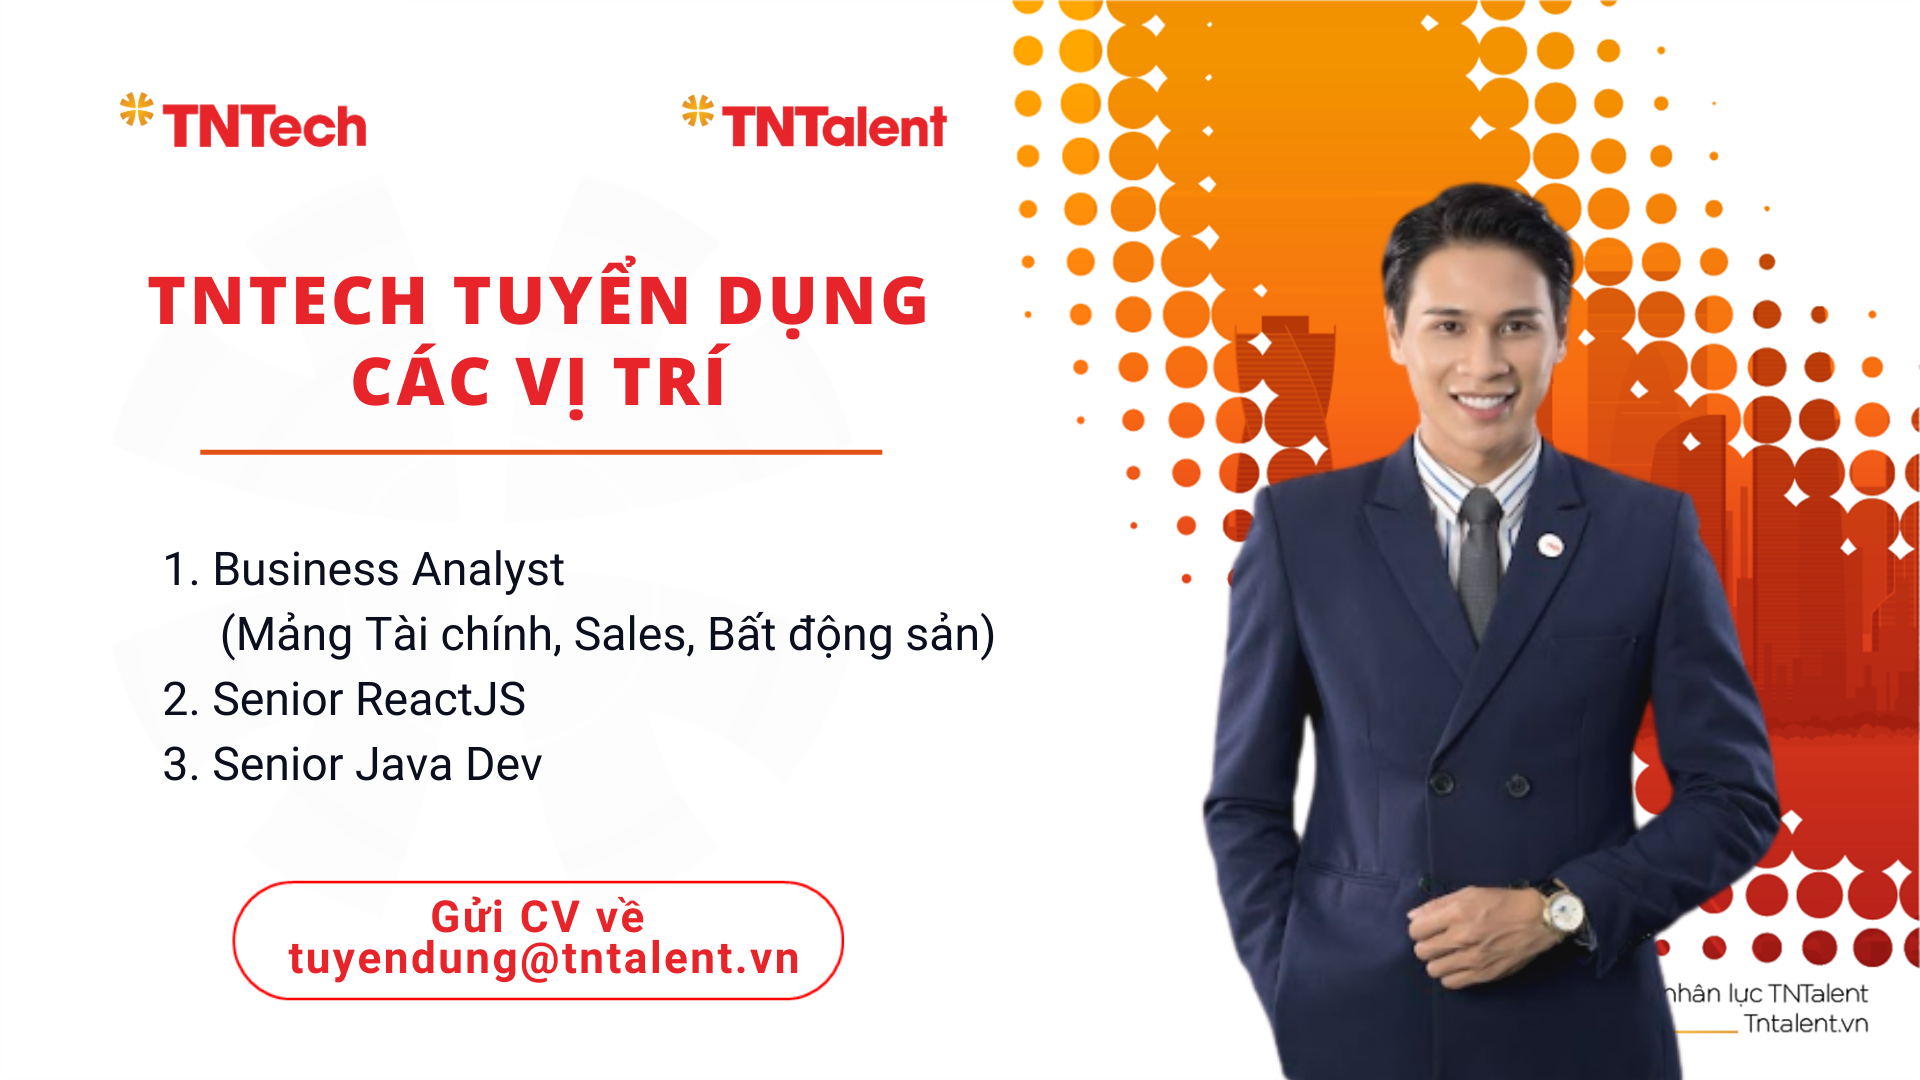 TNTech
TNTalent
TNTECH TUYỂN DỤNG
CÁC VỊ TRÍ
1. Business Analyst
(Mảng Tài chính, Sales, Bất động sản)
2. Senior ReactJS
3. Senior Java Dev
Gửi CV về
tuyendung@tntalent.vn
nhân lực TNTalent
Tntalent.vn